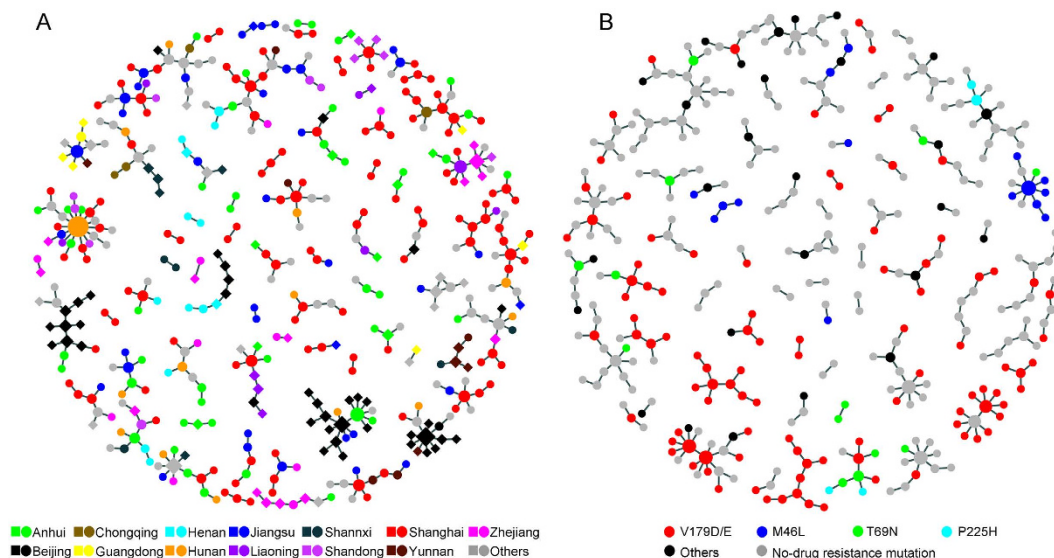 A
B
Anhui Chongqing Henan Jiangsu Shannxi Shanghai Zhejiang
Beijing Guangdong Hunan Liaoning Shandong Yunnan Others
V179D/E M46L T69N P225H
Others No-drug resistance mutation